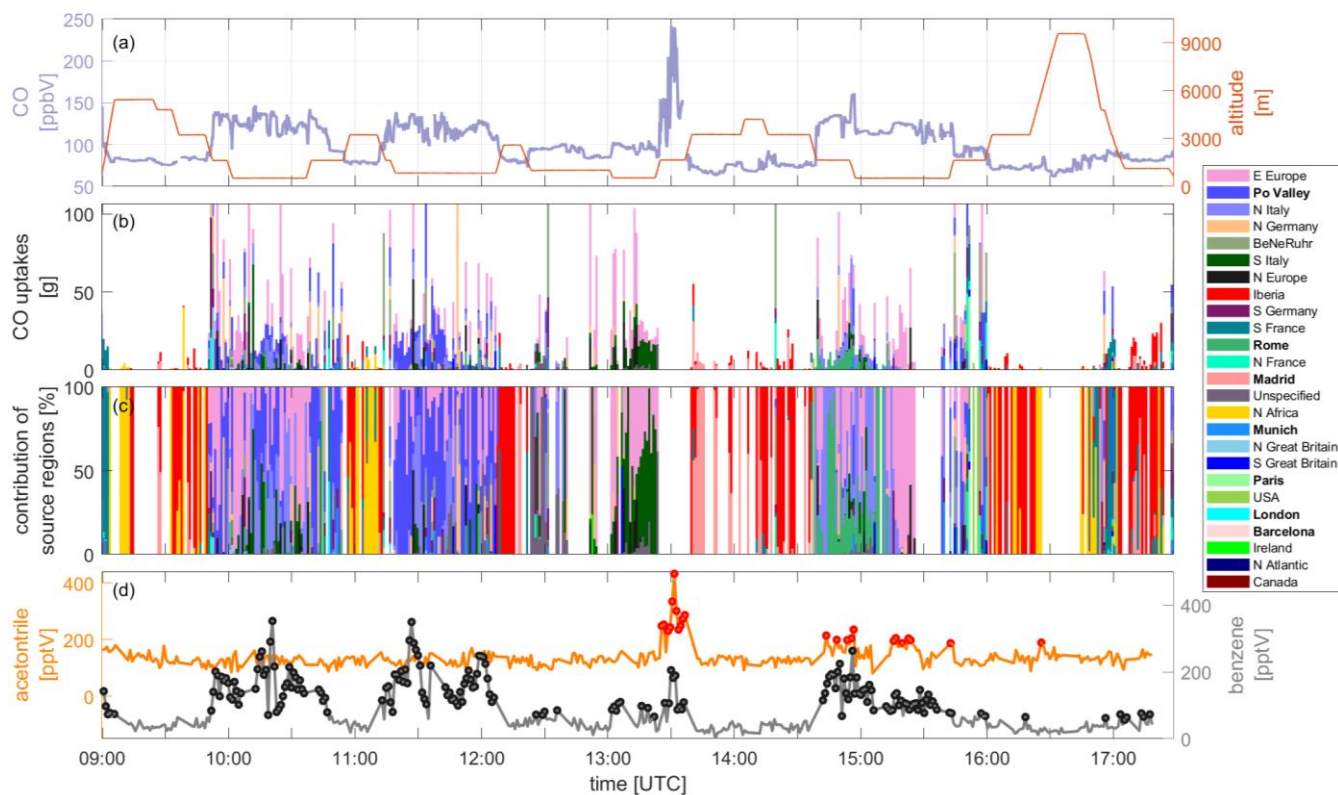 (a)
CO
[ppbV]
250
200
150
100
50
9000
6000
3000
0
altitude
[m]
(b)
CO uptakes
[g]
100
50
0
(c)
contribution of
source regions [%]
100
50
0
(d)
acetontrile
[pptV]
400
200
0
400
200
0
benzene
[pptV]
09:00 10:00 11:00 12:00 13:00 14:00 15:00 16:00 17:00
time [UTC]
E Europe
Po Valley
N Italy
N Germany
BeNeRuhr
S Italy
N Europe
Iberia
S Germany
S France
Rome
N France
Madrid
Unspecified
N Africa
Munich
N Great Britain
S Great Britain
Paris
USA
London
Barcelona
Ireland
N Atlantic
Canada